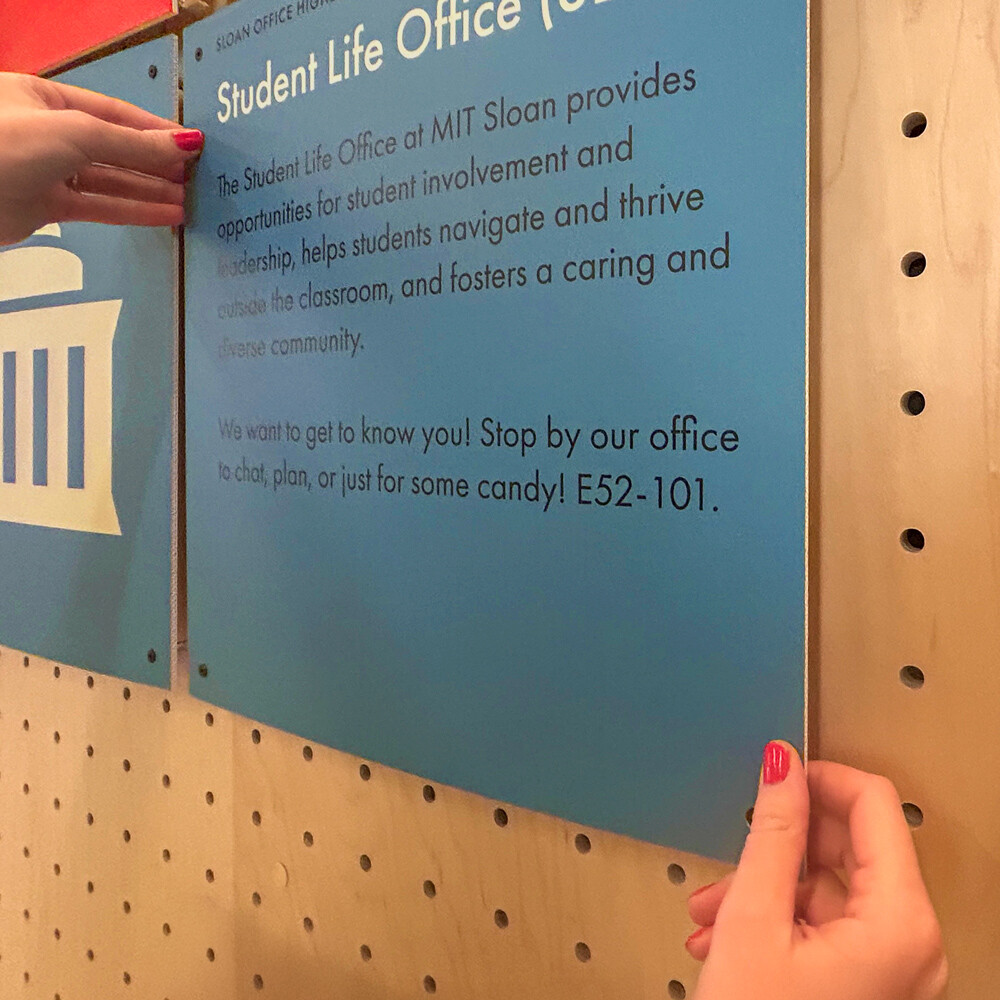 SLOAN OFFICE
Student Life Office
The Student Life Office at MIT Sloan provides
opportunities for student involvement and
leadership, helps students navigate and thrive
outside the classroom, and fosters a caring and
diverse community.
We want to get to know you! Stop by our office
to chat, plan, or just for some candy! E52-101.